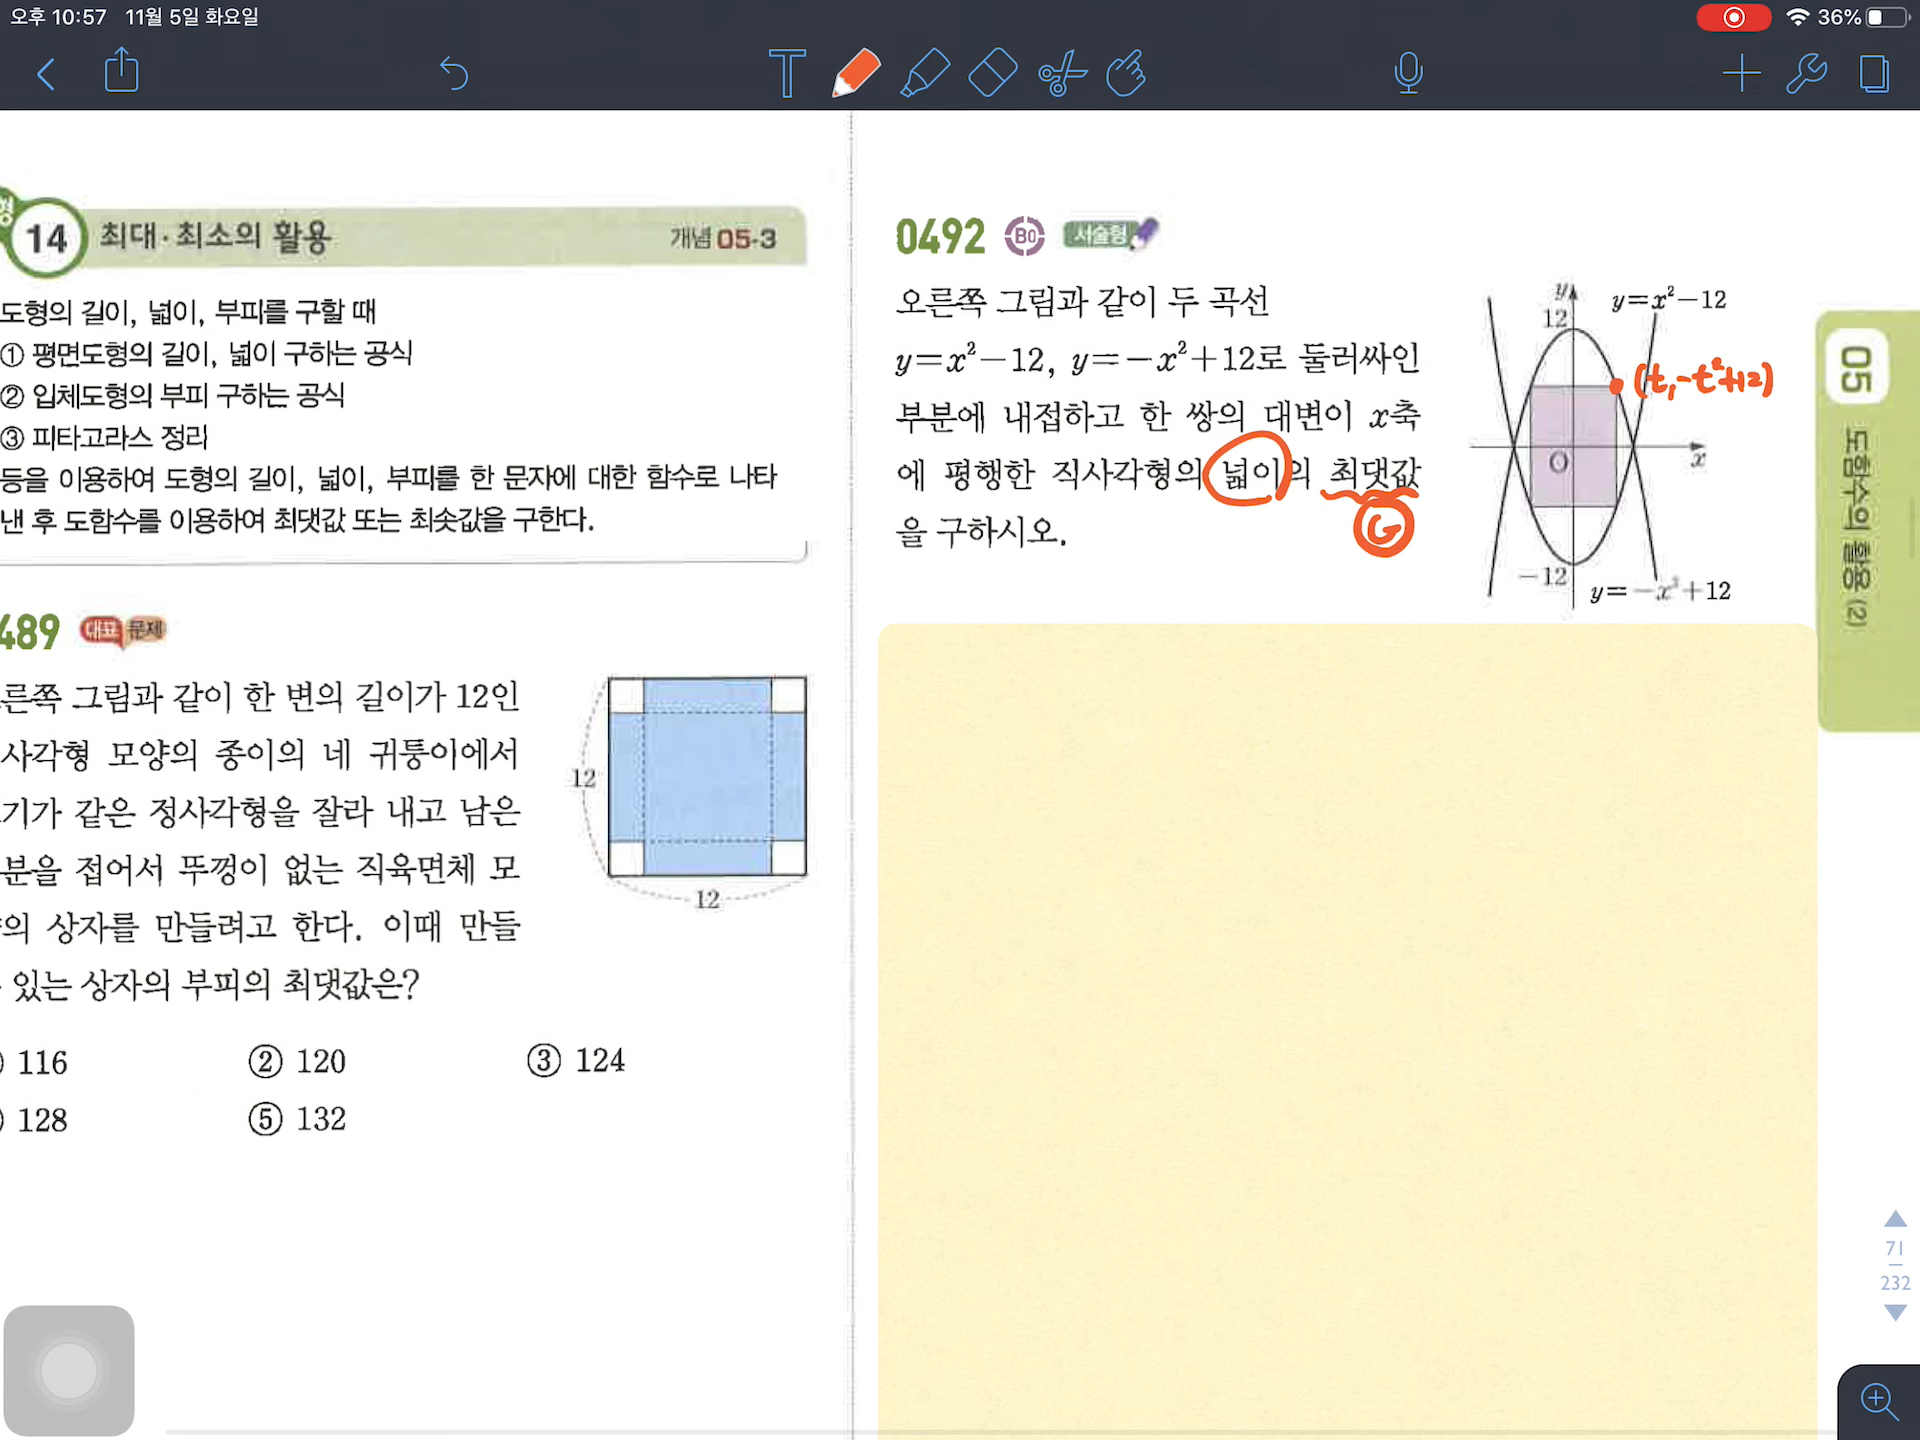 오후 10:57 11월 5일 화요일
36%
14 최대·최소의 활용 개념 05-3
도형의 길이, 넓이, 부피를 구할 때
① 평면도형의 길이, 넓이 구하는 공식
② 입체도형의 부피 구하는 공식
③ 피타고라스 정리
등을 이용하여 도형의 길이, 넓이, 부피를 한 문자에 대한 함수로 나타
낸 후 도함수를 이용하여 최댓값 또는 최솟값을 구한다.
489 대표 문제
른쪽 그림과 같이 한 변의 길이가 12인
사각형 모양의 종이의 네 귀퉁이에서
기가 같은 정사각형을 잘라 내고 남은
분을 접어서 뚜껑이 없는 직육면체 모
의 상자를 만들려고 한다. 이때 만들
있는 상자의 부피의 최댓값은?
12
12
116 ② 120 ③ 124
128 ⑤ 132
0492 서술형
오른쪽 그림과 같이 두 곡선
y=x²-12, y=-x²+12로 둘러싸인
부분에 내접하고 한 쌍의 대변이 x축
에 평행한 직사각형의 넓이의 최댓값
을 구하시오.
G
y
12
y=x²-12
(t, -t²+12)
O
x
-12
y=-x²+12
05 도함수의 활용 (2)
71
232